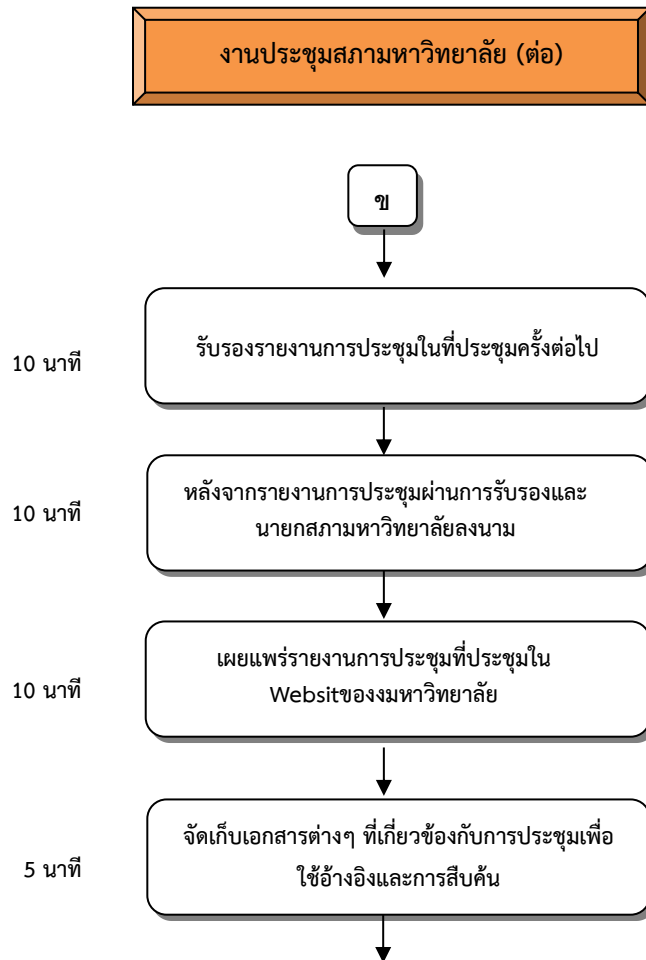 งานประชุมสภามหาวิทยาลัย (ต่อ)
ข
10 นาที
รับรองรายงานการประชุมในที่ประชุมครั้งต่อไป
10 นาที
หลังจากรายงานการประชุมผ่านการรับรองและ
นายกสภามหาวิทยาลัยลงนาม
10 นาที
เผยแพร่รายงานการประชุมที่ประชุมใน
Websitของงมหาวิทยาลัย
5 นาที
จัดเก็บเอกสารต่างๆ ที่เกี่ยวข้องกับการประชุมเพื่อ
ใช้อ้างอิงและการสืบค้น